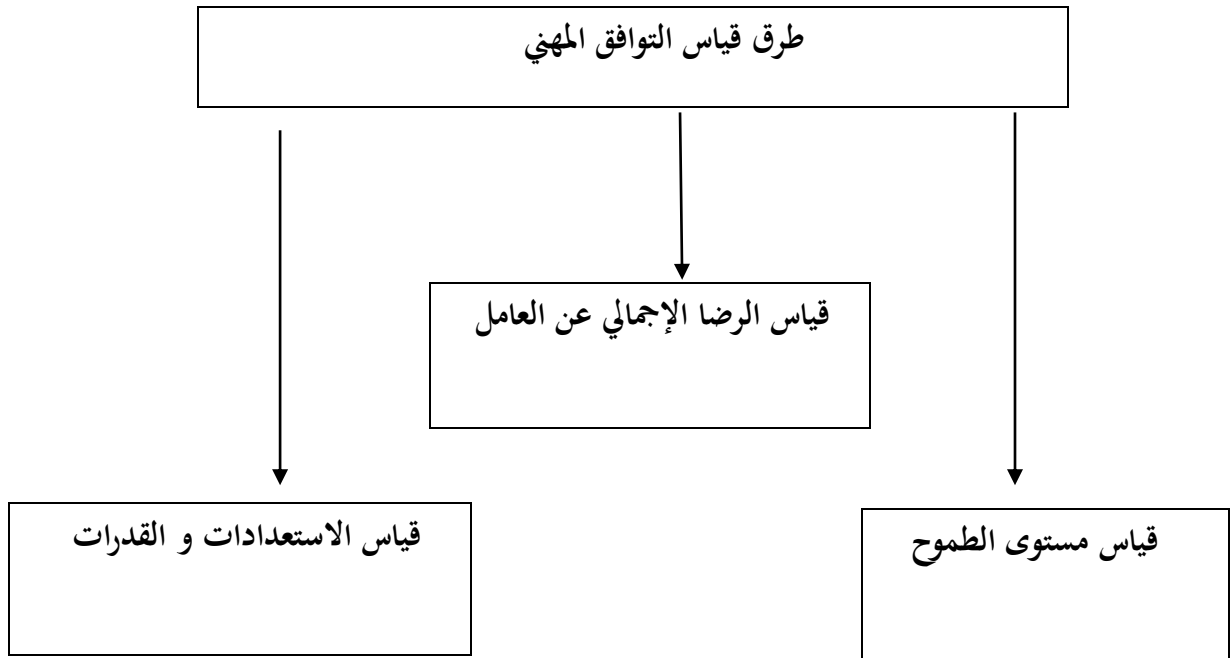 طرق قياس التوافق المهني
قياس الرضا الإجمالي عن العامل
قياس مستوى الطموح
قياس الاستعدادات و القدرات